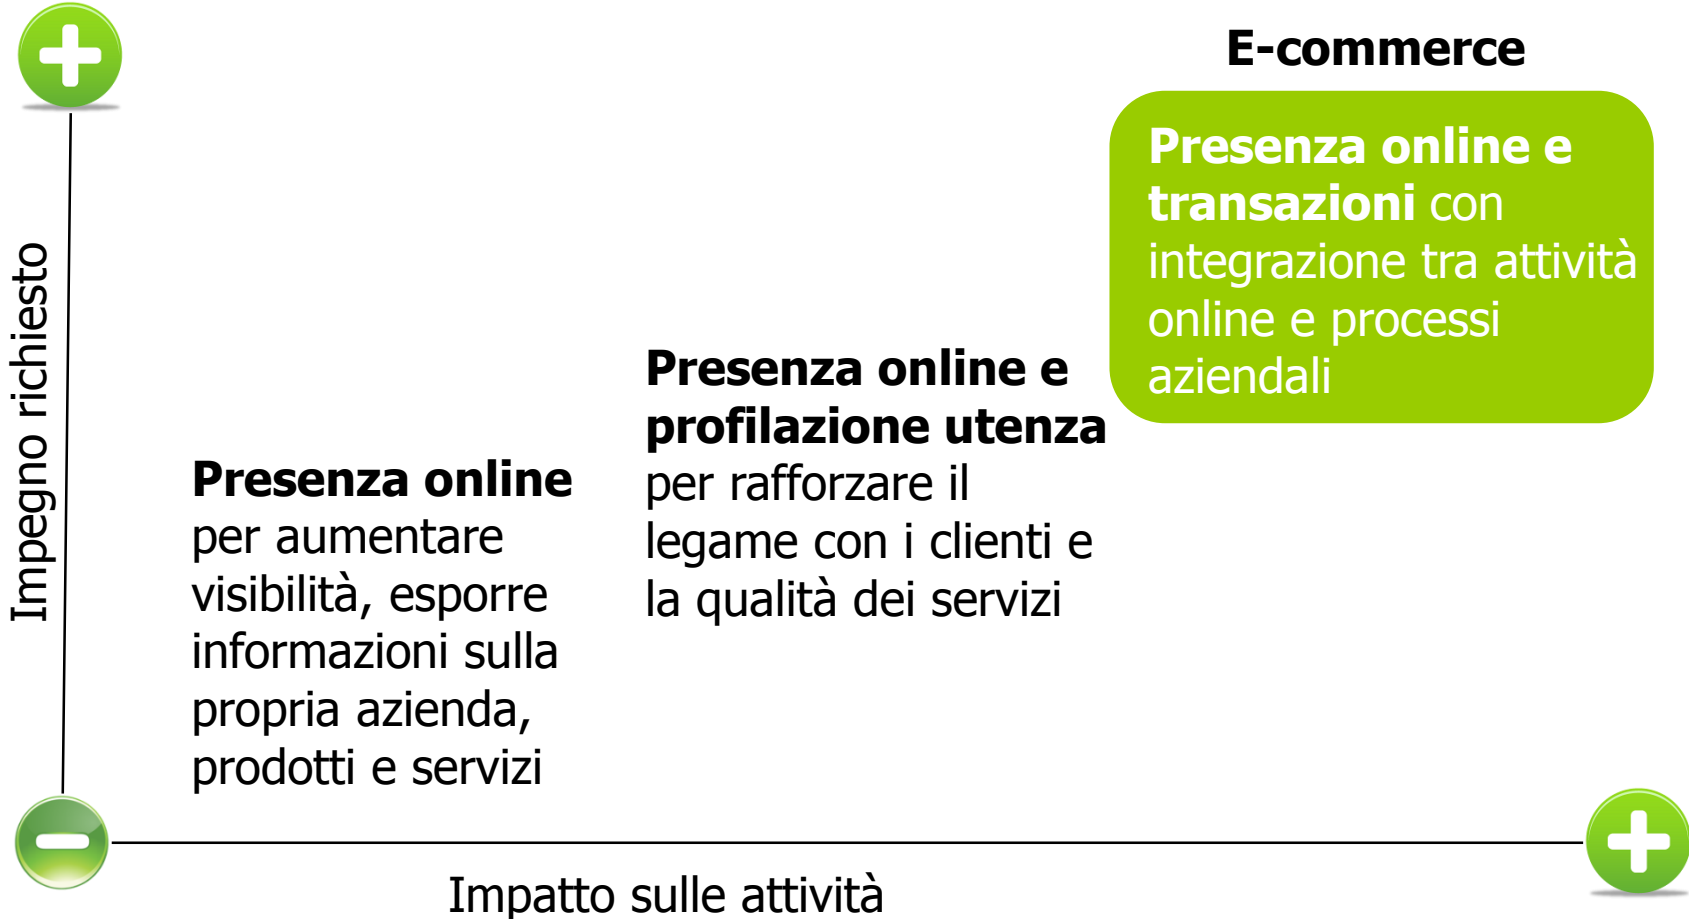 E-commerce
Presenza online e
transazioni con
integrazione tra attività
online e processi
aziendali
Presenza online e
profilazione utenza
per rafforzare il
legame con i clienti e
la qualità dei servizi
Presenza online
per aumentare
visibilità, esporre
informazioni sulla
propria azienda,
prodotti e servizi
Impegno richiesto
Impatto sulle attività